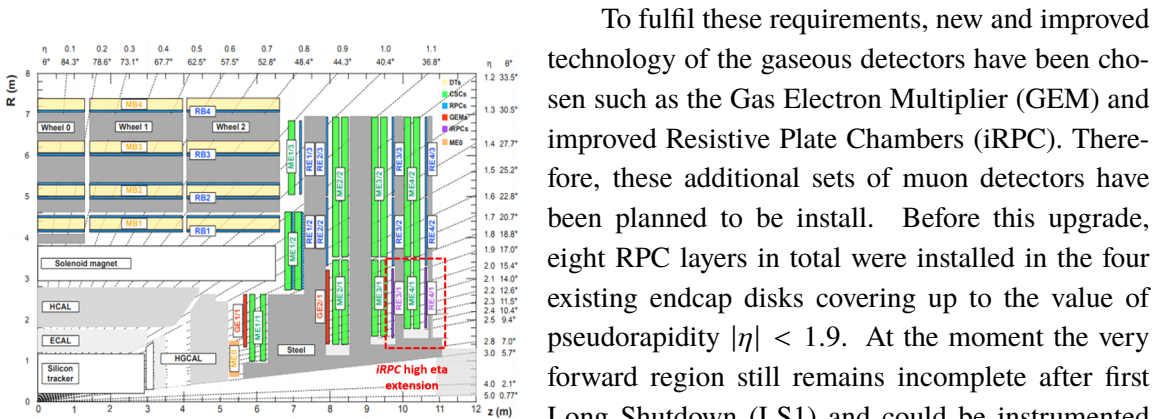 η 0.1 0.2 0.3 0.4 0.5 0.6 0.7 0.8 0.9 1.0 1.1 η θ°
θ° 84.3° 78.6° 73.1° 67.7° 62.5° 57.5° 52.8° 48.4° 44.3° 40.4° 36.8°
R (m)
8
7
6
5
4
3
2
1
0
1.2 33.5°
1.3 30.5°
1.4 27.7°
1.5 25.2°
1.6 22.8°
1.7 20.7°
1.8 18.8°
1.9 17.0°
2.0 15.4°
2.1 14.0°
2.2 12.6°
2.3 11.5°
2.4 10.4°
2.5 9.4°
2.8 7.0°
3.0 5.7°
4.0 2.1°
5.0 0.77°
DTs
CSCs
RPCs
GEMs
iRPCs
ME0
MB4
RB4
Wheel 0 Wheel 1 Wheel 2
MB3
RB3
MB2
RB2
MB1
RB1
ME1/3
RE1/3
RE2/3
ME2/2
ME3/2
RE3/3
ME4/2
RE4/3
ME1/2
RE1/2
RE2/2
RE3/2
RE4/2
Solenoid magnet
HCAL
ECAL
Silicon
tracker
HGCAL
Steel
ME0
GE1/1
ME1/1
GE2/1
ME2/1
ME3/1
RE3/1
ME4/1
RE4/1
iRPC high eta
extension
0 1 2 3 4 5 6 7 8 9 10 11 12
z (m)
To fulfil these requirements, new and improved
technology of the gaseous detectors have been cho-
sen such as the Gas Electron Multiplier (GEM) and
improved Resistive Plate Chambers (iRPC). There-
fore, these additional sets of muon detectors have
been planned to be install. Before this upgrade,
eight RPC layers in total were installed in the four
existing endcap disks covering up to the value of
pseudorapidity |η| < 1.9. At the moment the very
forward region still remains incomplete after first
Long Shutdown (LS1) and could be instrumented